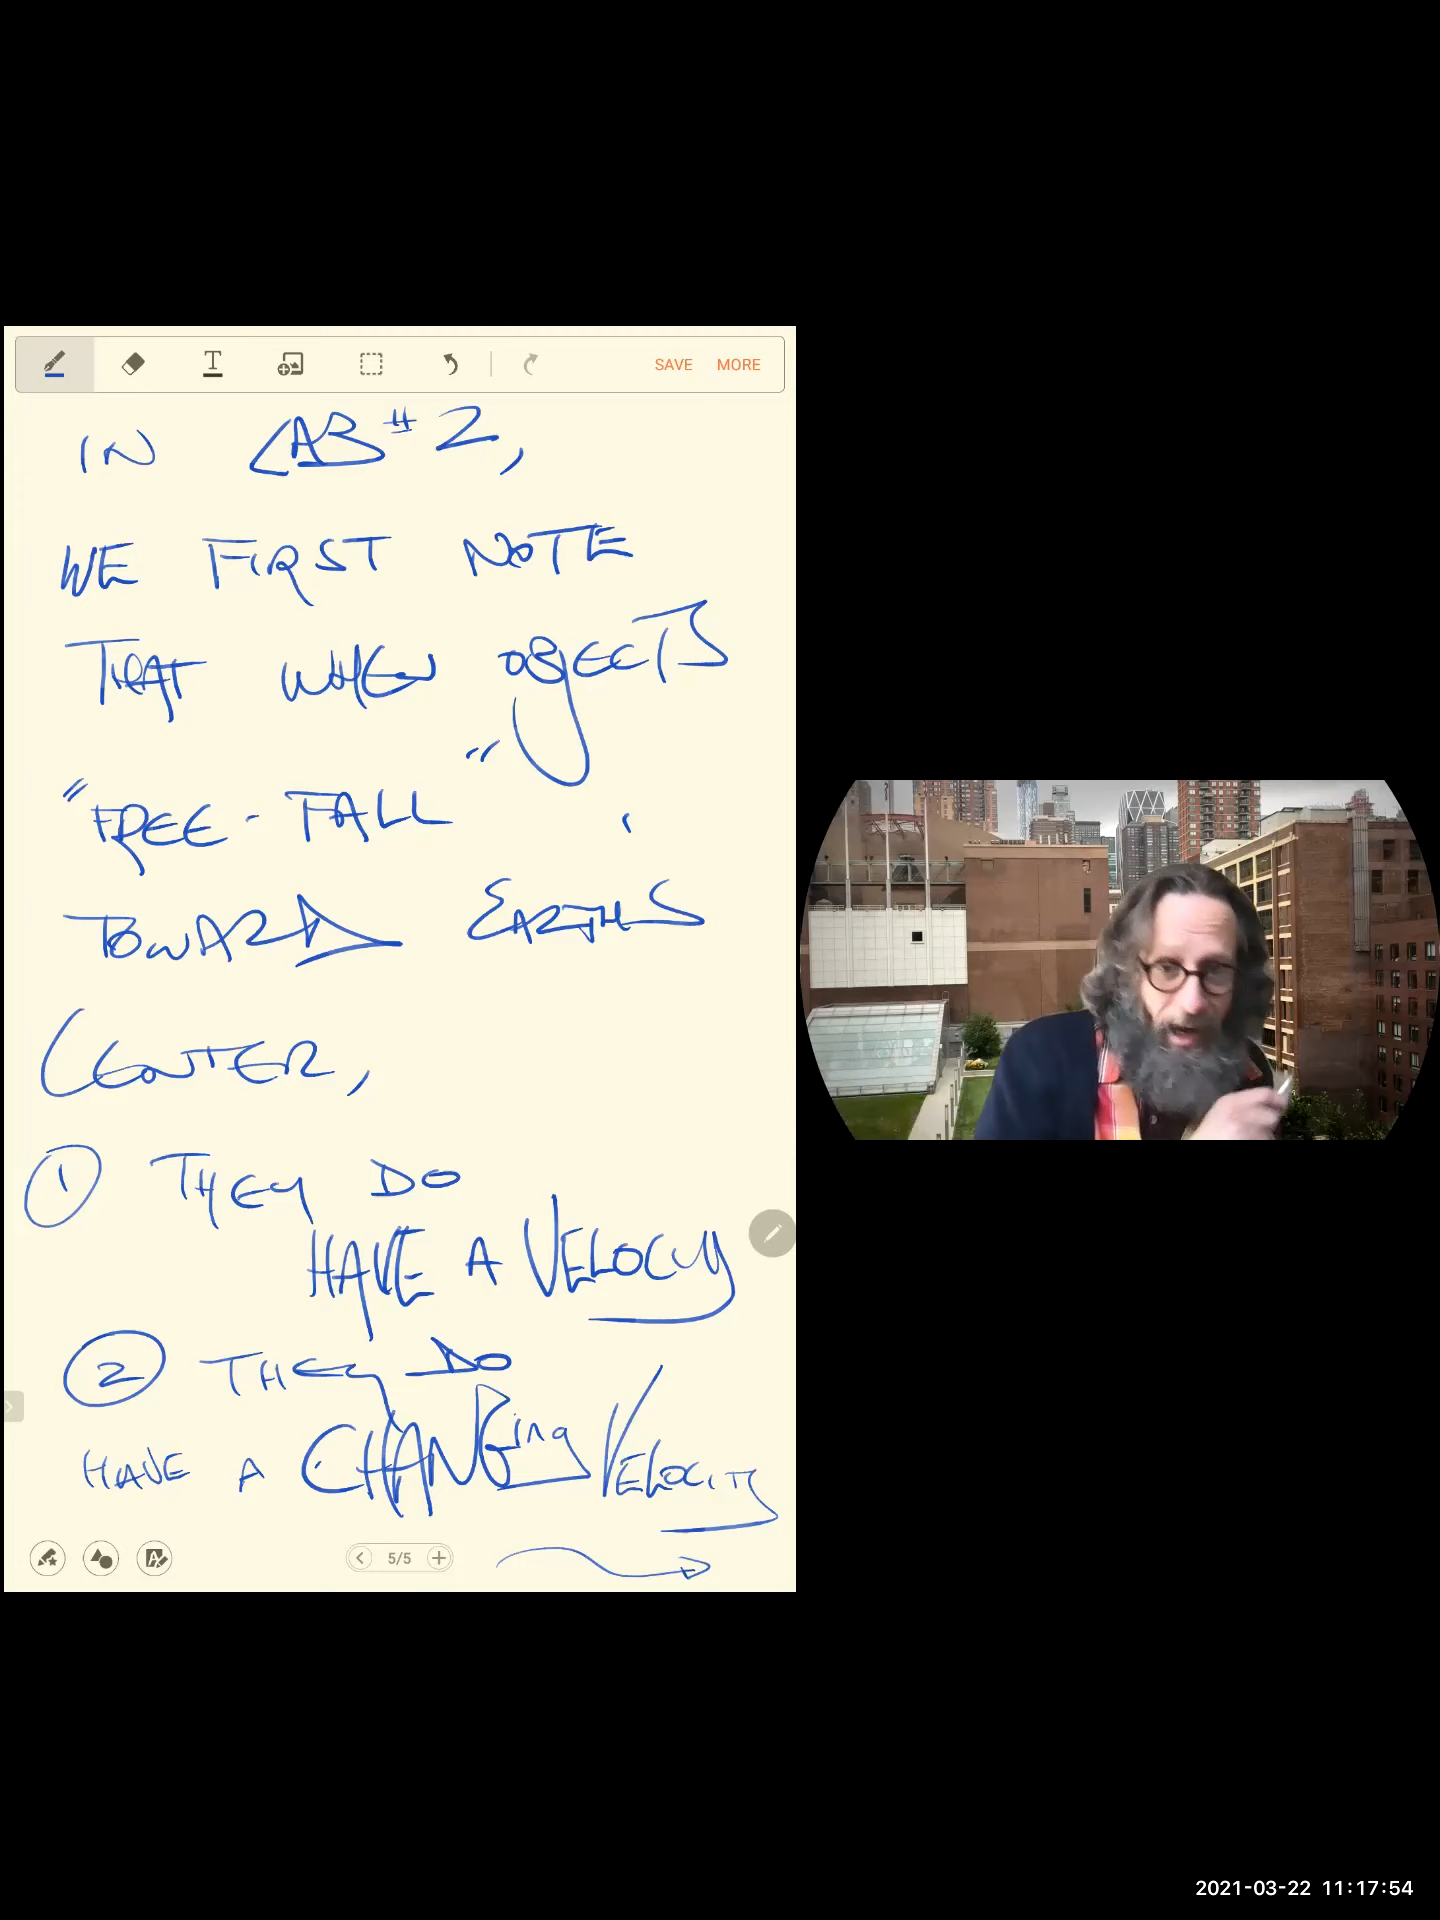 SAVE MORE
IN LAB #2,
WE FIRST NOTE
THAT WHEN OBJECTS
"FREE-FALL"
TOWARD EARTH'S
CENTER,
1 THEY DO
HAVE A VELOCITY
2 THEY DO
HAVE A CHANGing VELOCITY
5/5
2021-03-22 11:17:54